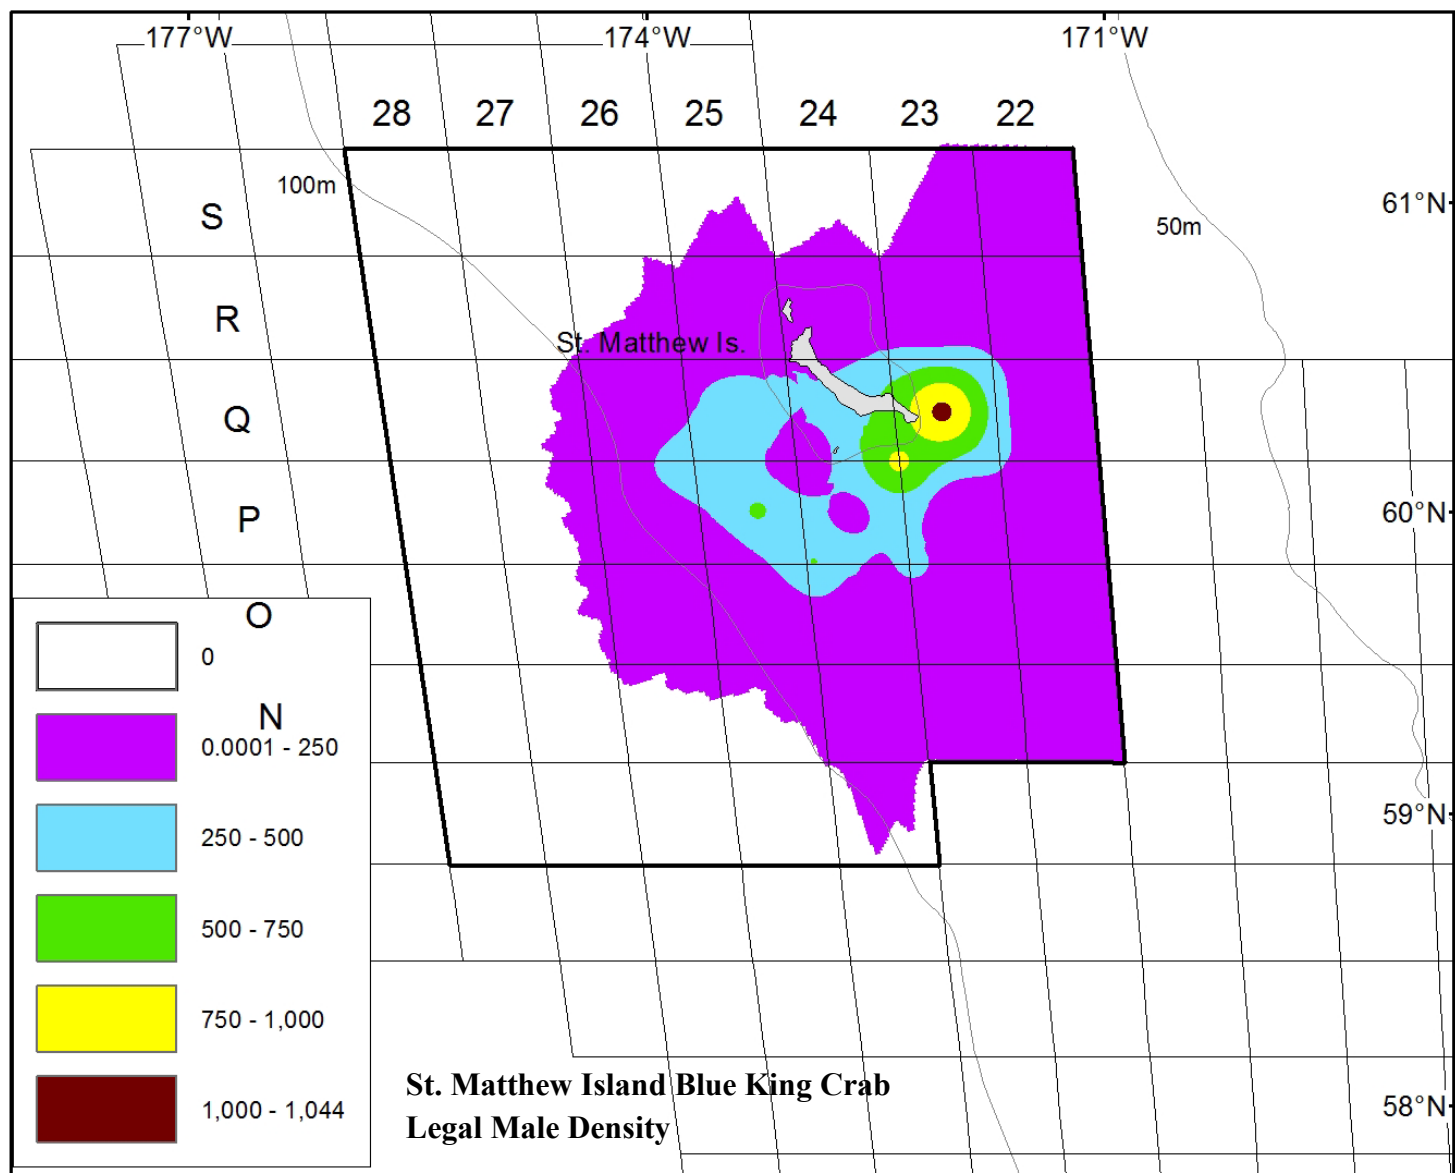 177°W 174°W 171°W
28 27 26 25 24 23 22
100m
S
61°N
50m
R
St. Matthew Is.
Q
P
60°N
O
0
N
0.0001 - 250
59°N
250 - 500
500 - 750
750 - 1,000
St. Matthew Island Blue King Crab
1,000 - 1,044
58°N
Legal Male Density